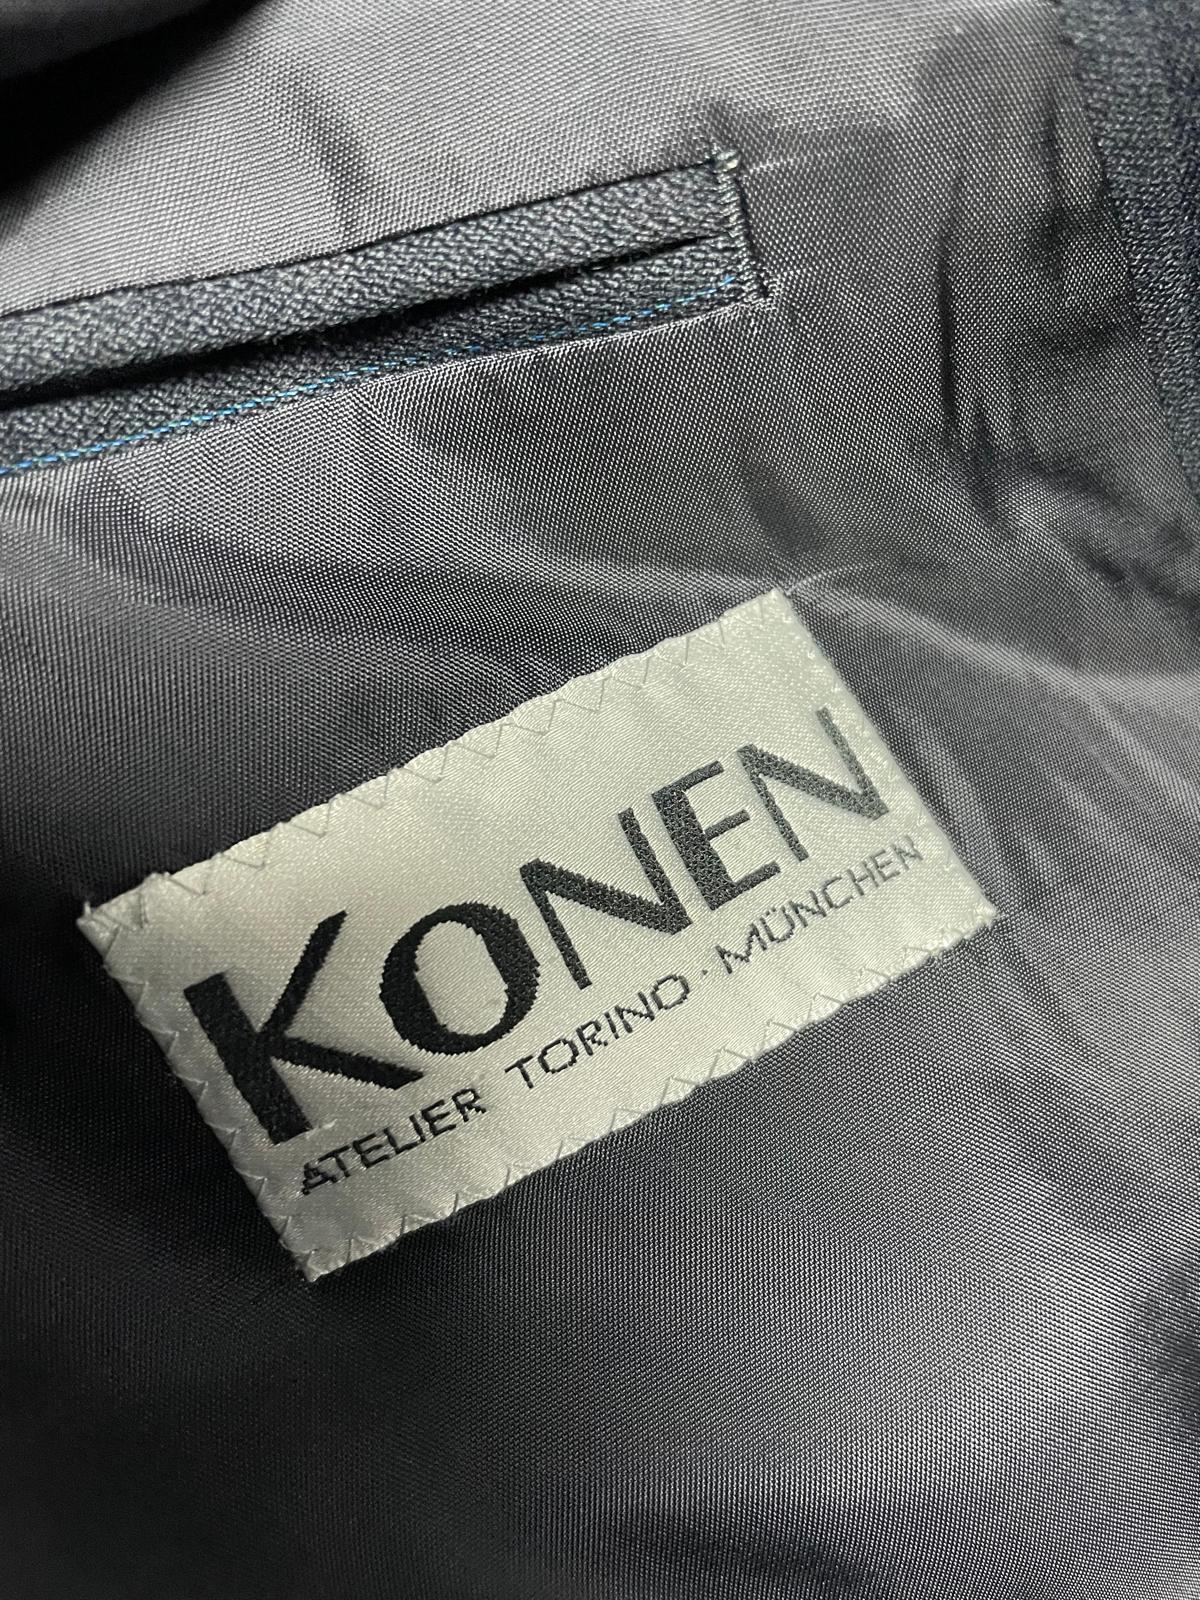 KONEN
ATELIER TORINO · MÜNCHEN